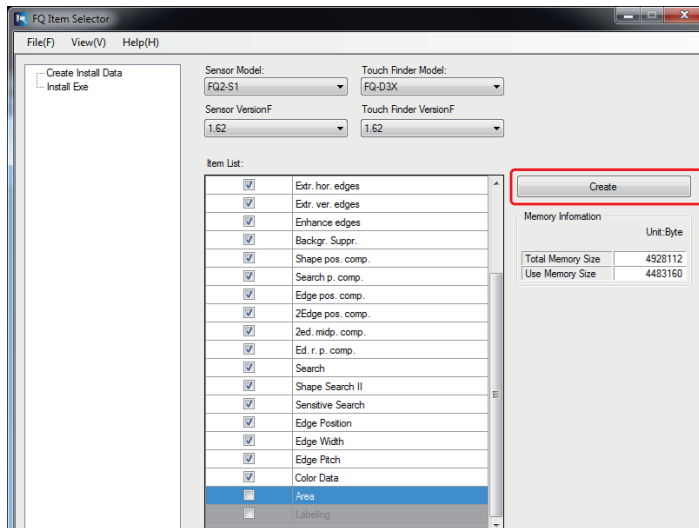 FQ Item Selector
File(F) View(V) Help(H)
Create Install Data
Install Exe
Sensor Model: Touch Finder Model:
FQ2-S1 FQ-D3X
Sensor VersionF Touch Finder VersionF
1.62 1.62
Item List:
Extr. hor. edges
Create
Extr. ver. edges
Enhance edges
Memory Infomation
Backgr. Suppr.
Unit:Byte
Shape pos. comp.
Total Memory Size 4928112
Search p. comp.
Use Memory Size 4483160
Edge pos. comp.
2Edge pos. comp.
2ed. midp. comp.
Ed. r. p. comp.
Search
Shape Search II
Sensitive Search
Edge Position
Edge Width
Edge Pitch
Color Data
Area
Labeling